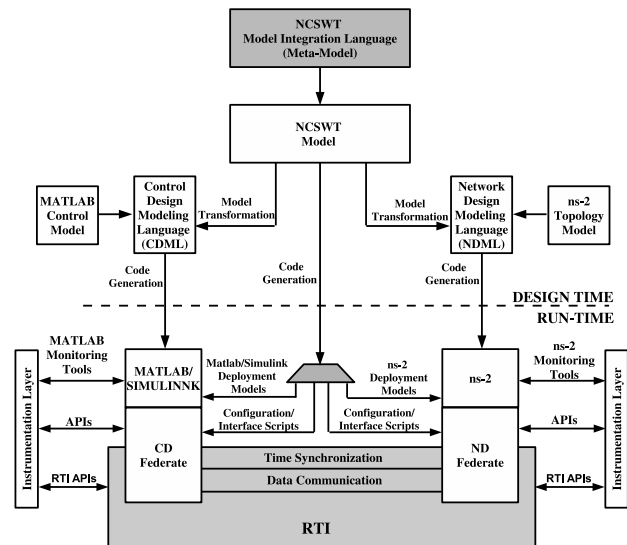 NCSWT
Model Integration Language
(Meta-Model)
NCSWT
Model
MATLAB
Control
Model
Control
Design
Modeling
Language
(CDML)
Model
Transformation
Model
Transformation
Network
Design
Modeling
Language
(NDML)
ns-2
Topology
Model
Code
Generation
Code
Generation
Code
Generation
DESIGN TIME
RUN-TIME
Instrumentation Layer
MATLAB
Monitoring
Tools
APIs
RTI APIs
MATLAB/
SIMULINNK
CD
Federate
Matlab/Simulink
Deployment
Models
Configuration/
Interface Scripts
ns-2
Deployment
Models
Configuration/
Interface Scripts
ns-2
ND
Federate
ns-2
Monitoring
Tools
APIs
RTI APIs
Instrumentation Layer
Time Synchronization
Data Communication
RTI